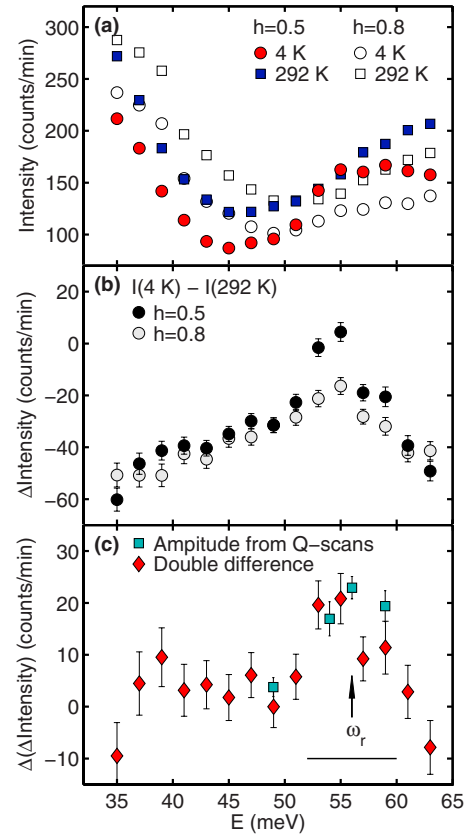 (a)
h=0.5 h=0.8
4 K 4 K
292 K 292 K
300
250
200
150
100
Intensity (counts/min)
(b) I(4 K) − I(292 K)
h=0.5
h=0.8
20
0
−20
−40
−60
ΔIntensity (counts/min)
(c)
Amplitude from Q−scans
Double difference
30
20
10
0
−10
Δ(ΔIntensity) (counts/min)
ωr
35 40 45 50 55 60 65
E (meV)